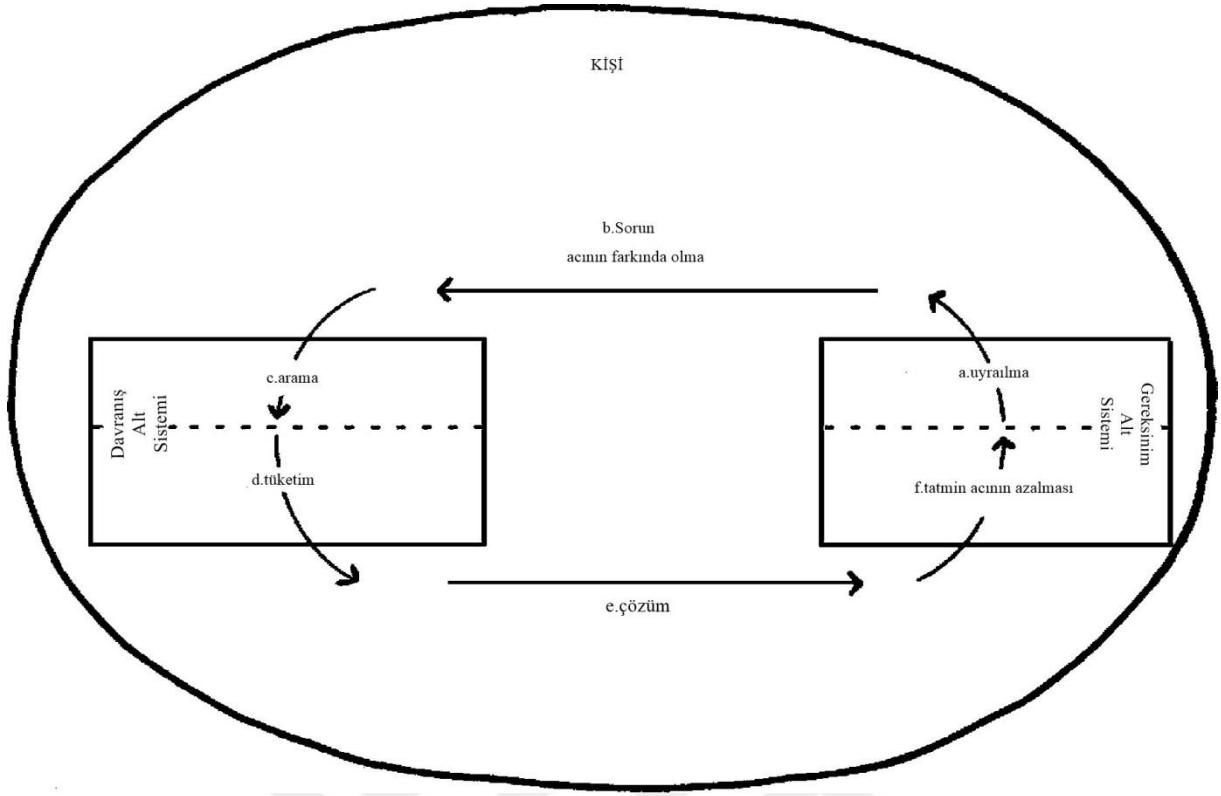 KİŞİ
b.Sorun
acının farkında olma
c.arama
a.uyraılma
Davranış
Alt
Sistemi
Gereksinim
Alt
Sistemi
d.tüketim
f.tatmin acının azalması
e.çözüm